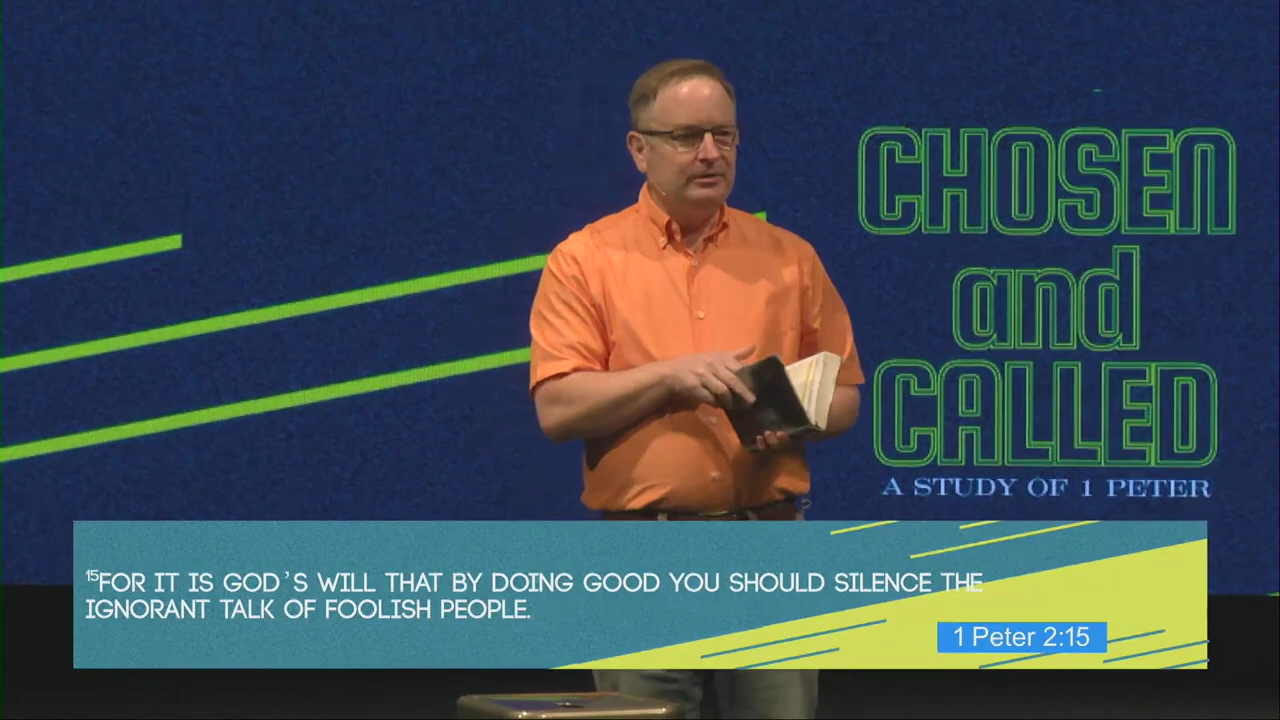 CHOSEN
and
CALLED
A STUDY OF 1 PETER
15FOR IT IS GOD'S WILL THAT BY DOING GOOD YOU SHOULD SILENCE THE
IGNORANT TALK OF FOOLISH PEOPLE.
1 Peter 2:15